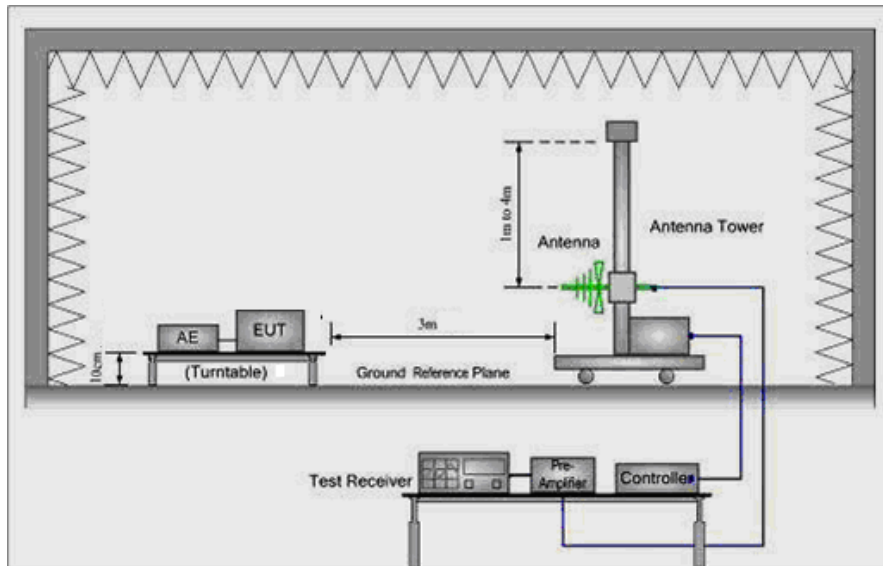 1m to 4m
Antenna
Antenna Tower
AE
EUT
3m
10cm
(Turntable)
Ground Reference Plane
Test Receiver
Pre-
Amplifier
Controller